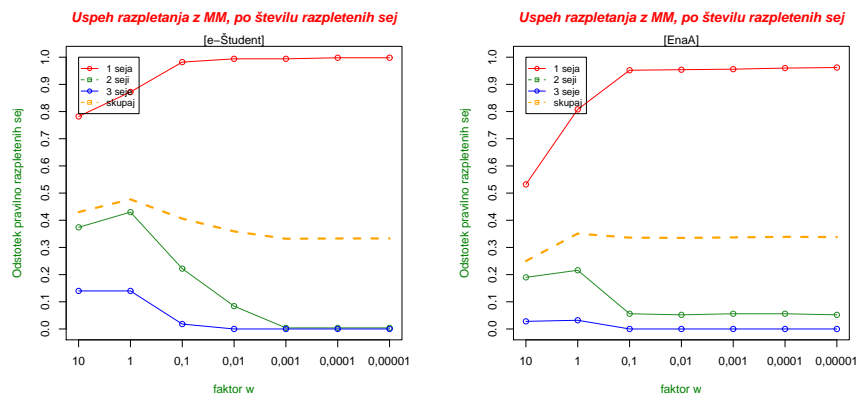 Uspeh razpletanja z MM, po številu razpletenih sej
[e−Študent]
1 seja
2 seji
3 seje
skupaj
Odstotek pravilno razpletenih sej
1.0
0.9
0.8
0.7
0.6
0.5
0.4
0.3
0.2
0.1
0.0
10 1 0,1 0,01 0,001 0,0001 0,00001
faktor w
Uspeh razpletanja z MM, po številu razpletenih sej
[EnaA]
1 seja
2 seji
3 seje
skupaj
Odstotek pravilno razpletenih sej
1.0
0.9
0.8
0.7
0.6
0.5
0.4
0.3
0.2
0.1
0.0
10 1 0,1 0,01 0,001 0,0001 0,00001
faktor w